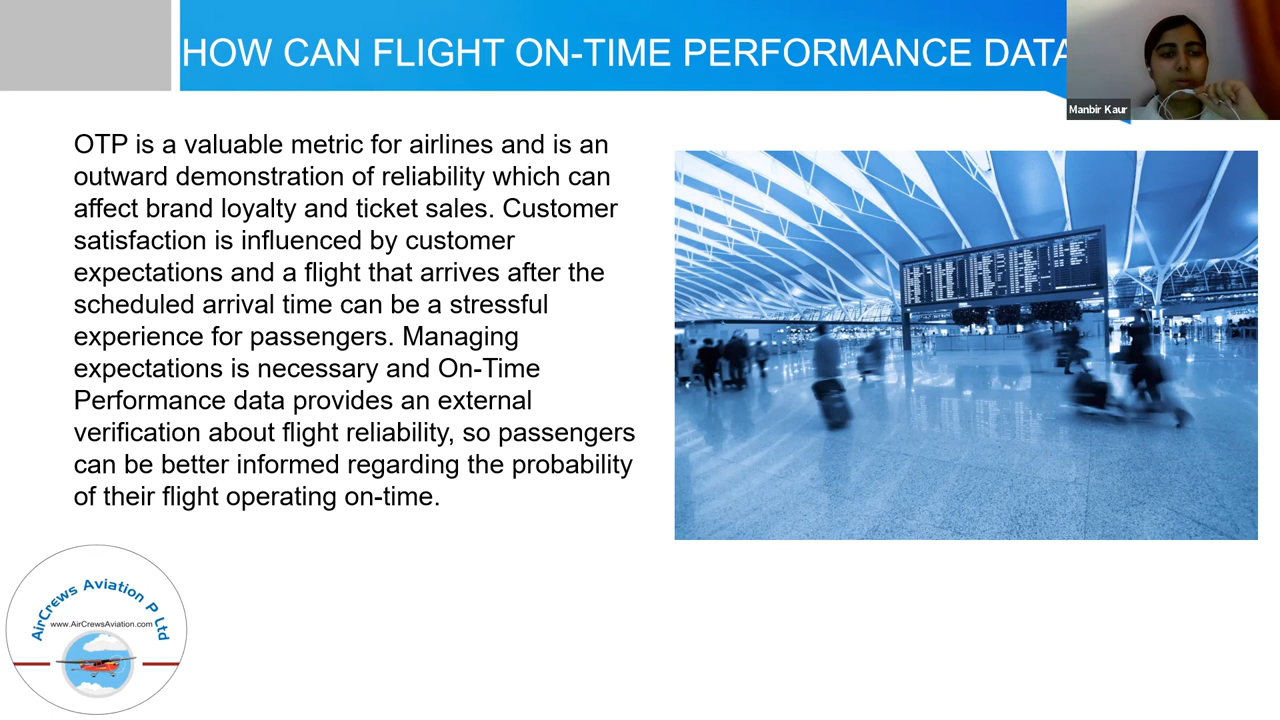 HOW CAN FLIGHT ON-TIME PERFORMANCE DATA
Manbir Kaur
OTP is a valuable metric for airlines and is an
outward demonstration of reliability which can
affect brand loyalty and ticket sales. Customer
satisfaction is influenced by customer
expectations and a flight that arrives after the
scheduled arrival time can be a stressful
experience for passengers. Managing
expectations is necessary and On-Time
Performance data provides an external
verification about flight reliability, so passengers
can be better informed regarding the probability
of their flight operating on-time.
AirCrews Aviation P Ltd
www.AirCrewsAviation.com